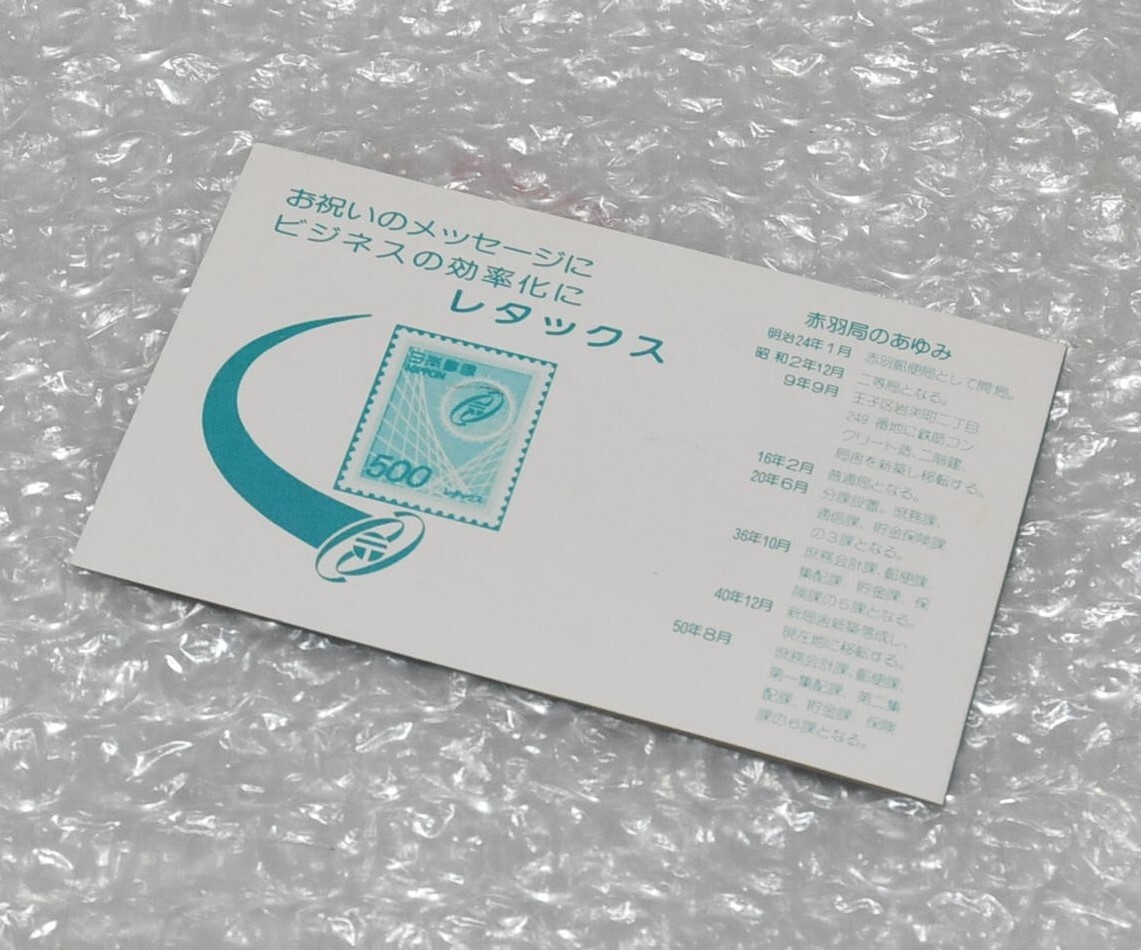 お祝いのメッセージに
ビジネスの効率化に
レタックス
日本郵便
NIPPON
500
レタックス
赤羽局のあゆみ
明治24年1月 赤羽郵便局として開局。
昭和2年12月 二等局となる。
9年9月 王子区岩淵町二丁目
249番地に鉄筋コン
クリート造、二階建、
局舎を新築し移転する。
16年2月 普通局となる。
20年6月 分課設置。庶務課、
通信課、貯金保険課
の3課となる。
36年10月 庶務会計課、郵便課、
集配課、貯金課、保
険課の5課となる。
40年12月 新局舎新築落成し、
現在地に移転する。
50年8月 庶務会計課、郵便課、
第一集配課、第二集
配課、貯金課、保険
課の6課となる。